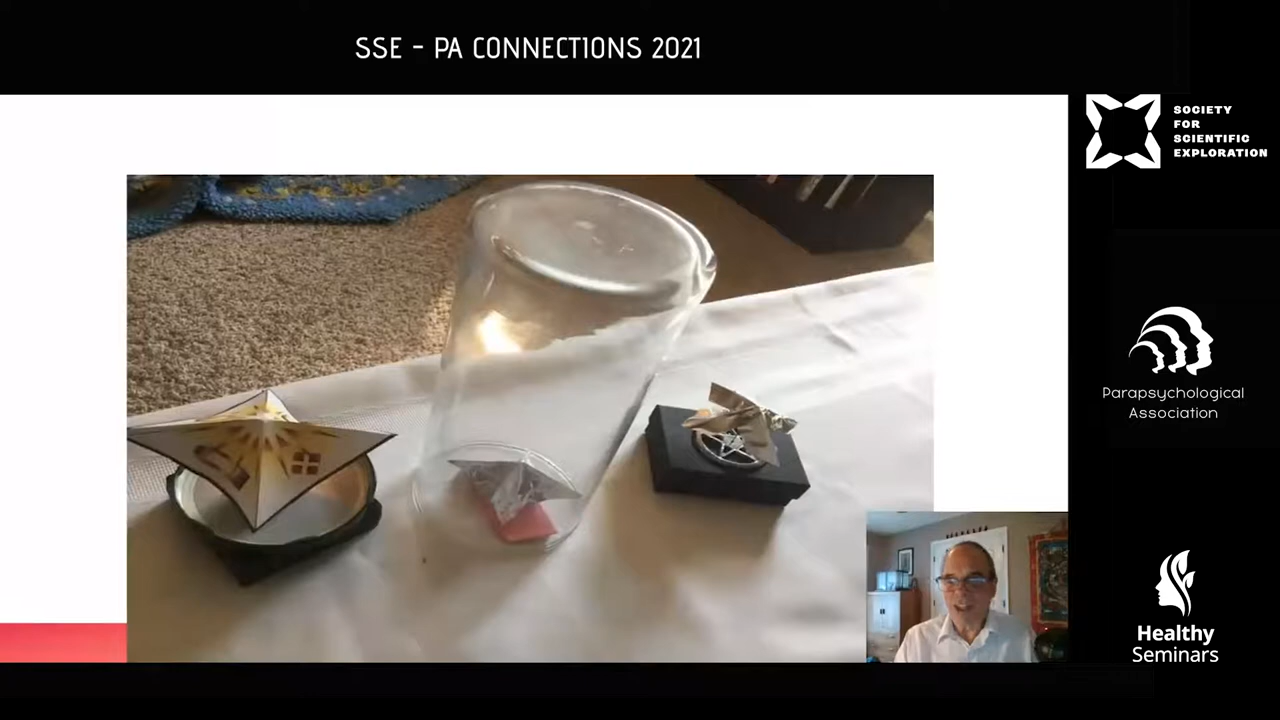 SSE - PA CONNECTIONS 2021
SOCIETY
FOR
SCIENTIFIC
EXPLORATION
Parapsychological
Association
Healthy
Seminars